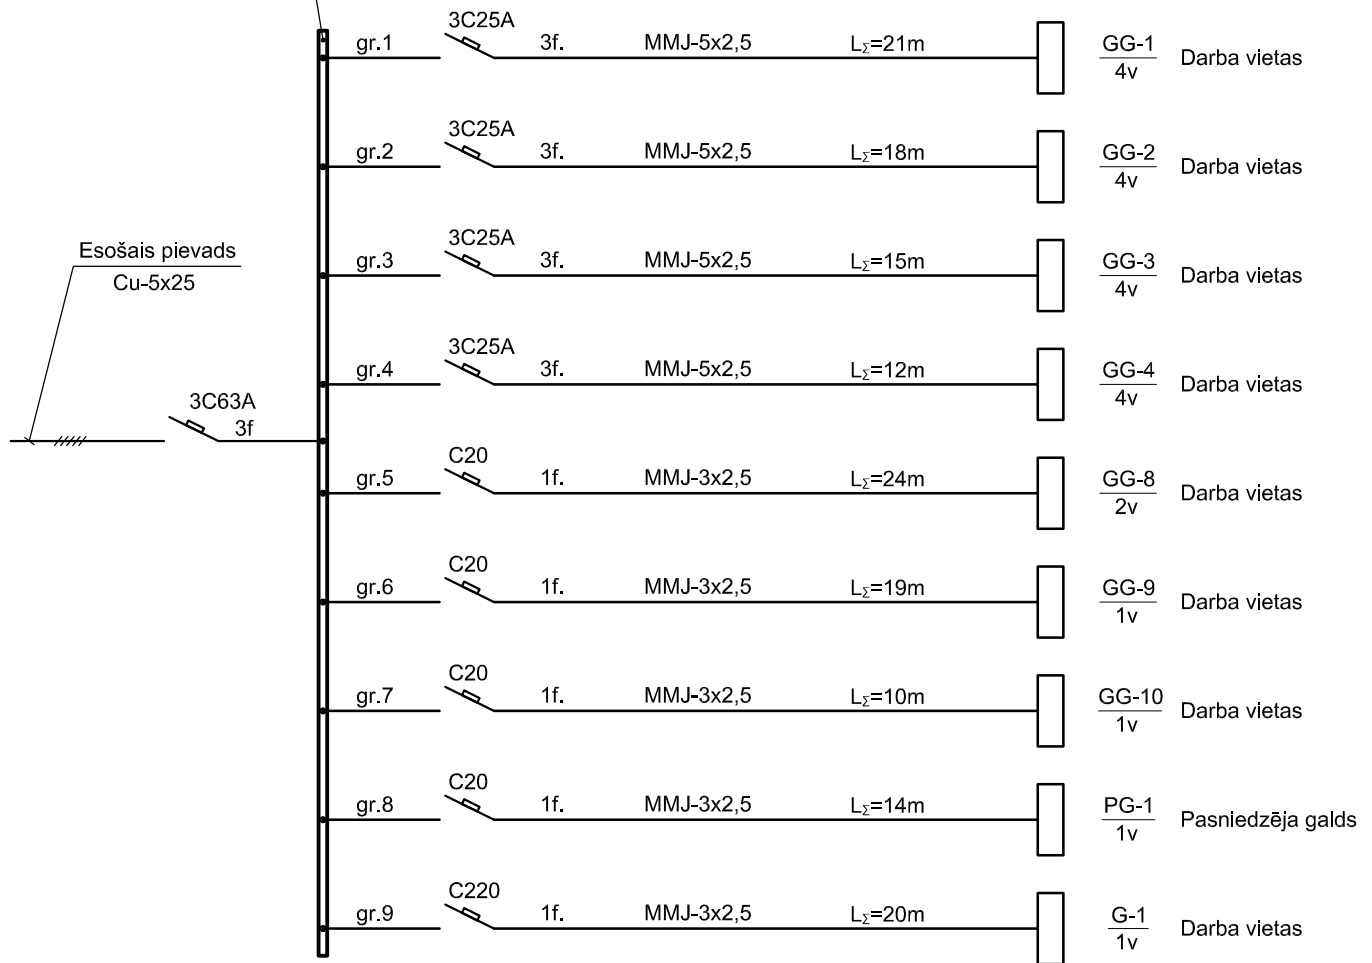 gr.1 3C25A 3f. MMJ-5x2,5 LΣ=21m GG-1 Darba vietas
4v
gr.2 3C25A 3f. MMJ-5x2,5 LΣ=18m GG-2 Darba vietas
4v
Esošais pievads
Cu-5x25
gr.3 3C25A 3f. MMJ-5x2,5 LΣ=15m GG-3 Darba vietas
4v
gr.4 3C25A 3f. MMJ-5x2,5 LΣ=12m GG-4 Darba vietas
4v
3C63A
3f
gr.5 C20 1f. MMJ-3x2,5 LΣ=24m GG-8 Darba vietas
2v
gr.6 C20 1f. MMJ-3x2,5 LΣ=19m GG-9 Darba vietas
1v
gr.7 C20 1f. MMJ-3x2,5 LΣ=10m GG-10 Darba vietas
1v
gr.8 C20 1f. MMJ-3x2,5 LΣ=14m PG-1 Pasniedzēja galds
1v
gr.9 C220 1f. MMJ-3x2,5 LΣ=20m G-1 Darba vietas
1v